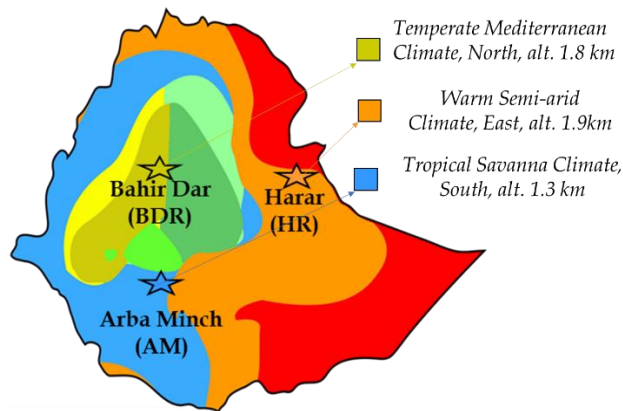 Temperate Mediterranean
Climate, North, alt. 1.8 km
Warm Semi-arid
Climate, East, alt. 1.9km
Tropical Savanna Climate,
South, alt. 1.3 km
Bahir Dar
(BDR)
Harar
(HR)
Arba Minch
(AM)